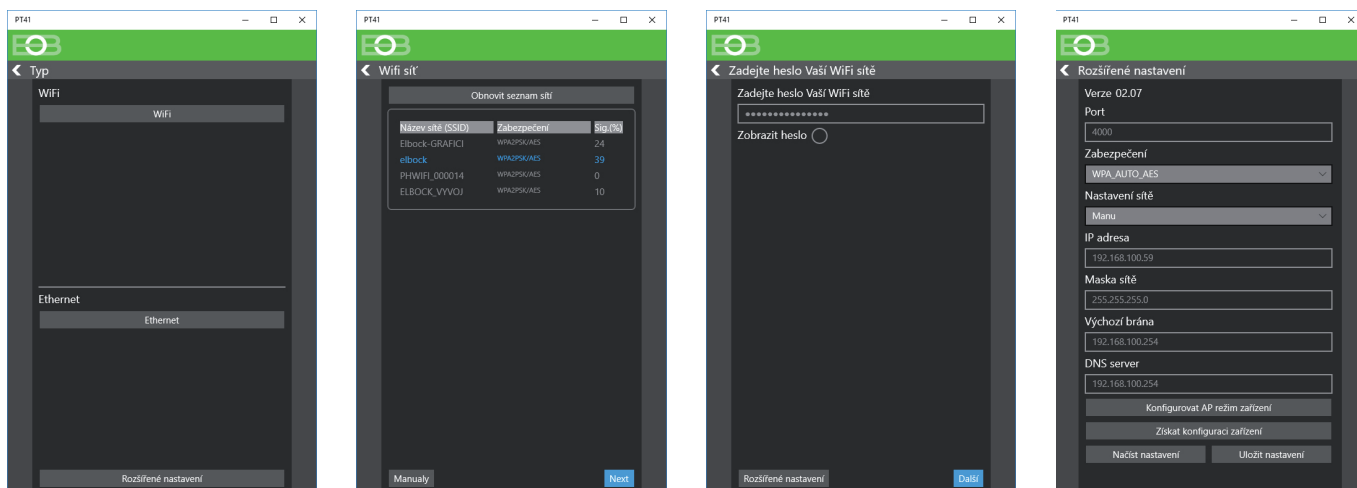 PT41
EOB
Typ
WiFi
WiFi
Ethernet
Ethernet
Rozšířené nastavení
PT41
EOB
Wifi síť
Obnovit seznam sítí
Název sítě (SSID) Zabezpečení Sig.(%)
Elbock-GRAFICI WPA2PSK/AES 24
elbock WPA2PSK/AES 39
PHWIFI_000014 WPA2PSK/AES 0
ELBOCK_VYVOJ WPA2PSK/AES 10
Manualy Next
PT41
EOB
Zadejte heslo Vaší WiFi sítě
Zadejte heslo Vaší WiFi sítě
Zobrazit heslo
Rozšířené nastavení Další
PT41
EOB
Rozšířené nastavení
Verze 02.07
Port
4000
Zabezpečení
WPA_AUTO_AES
Nastavení sítě
Manu
IP adresa
192.168.100.59
Maska sítě
255.255.255.0
Výchozí brána
192.168.100.254
DNS server
192.168.100.254
Konfigurovat AP režim zařízení
Získat konfiguraci zařízení
Načíst nastavení Uložit nastavení